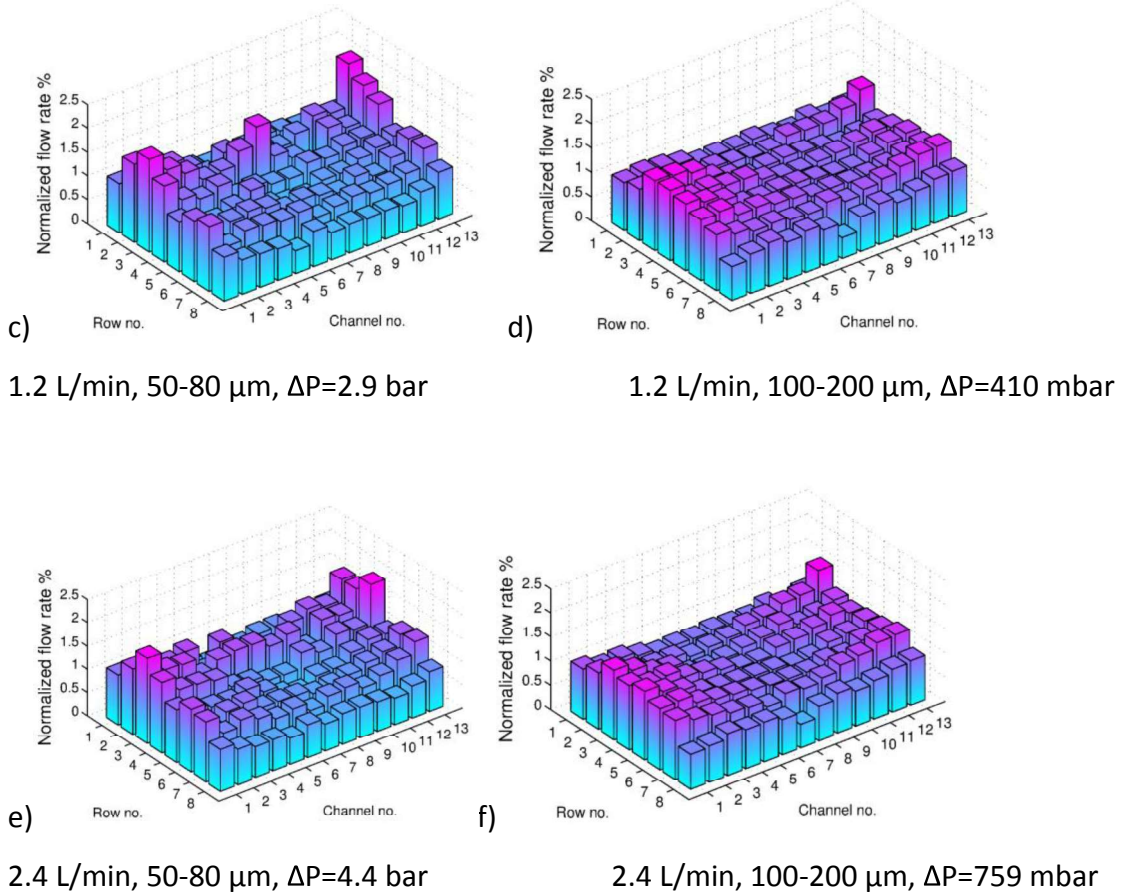 Normalized flow rate %
2.5
2
1.5
1
0.5
0
1
2
3
4
5
6
7
8
Row no.
1 2 3 4 5 6 7 8 9 10 11 12 13
Channel no.
c)
1.2 L/min, 50-80 µm, ΔP=2.9 bar
Normalized flow rate %
2.5
2
1.5
1
0.5
0
1
2
3
4
5
6
7
8
Row no.
1 2 3 4 5 6 7 8 9 10 11 12 13
Channel no.
d)
1.2 L/min, 100-200 µm, ΔP=410 mbar
Normalized flow rate %
2.5
2
1.5
1
0.5
0
1
2
3
4
5
6
7
8
Row no.
1 2 3 4 5 6 7 8 9 10 11 12 13
Channel no.
e)
2.4 L/min, 50-80 µm, ΔP=4.4 bar
Normalized flow rate %
2.5
2
1.5
1
0.5
0
1
2
3
4
5
6
7
8
Row no.
1 2 3 4 5 6 7 8 9 10 11 12 13
Channel no.
f)
2.4 L/min, 100-200 µm, ΔP=759 mbar